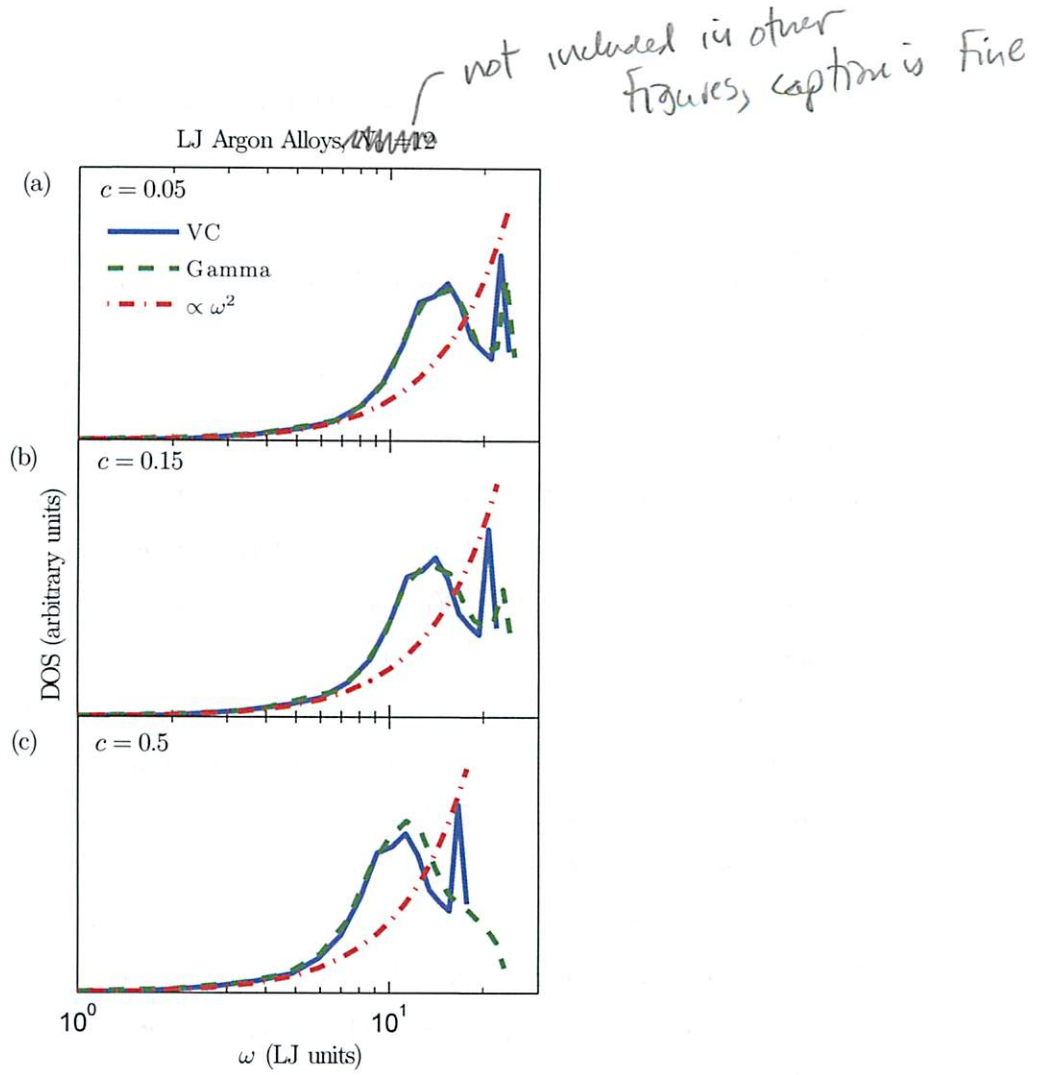 not included in other
Figures, caption is Fine
LJ Argon Alloys, =12
(a)
c = 0.05
VC
Gamma
∝ ω²
(b)
c = 0.15
DOS (arbitrary units)
(c)
c = 0.5
10⁰
10¹
ω (LJ units)